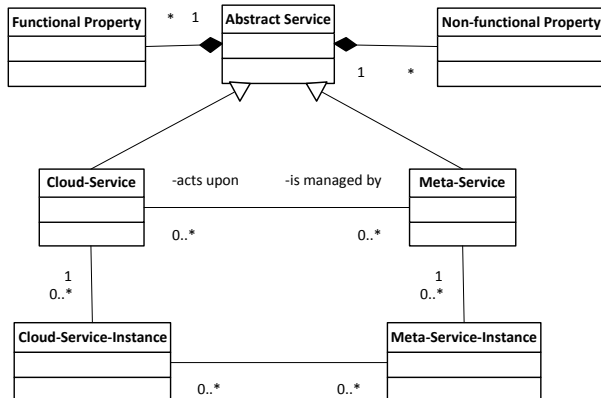 Functional Property
* 1
Abstract Service
Non-functional Property
1 *
Cloud-Service
-acts upon
-is managed by
Meta-Service
0..*
0..*
1
0..*
1
0..*
Cloud-Service-Instance
Meta-Service-Instance
0..*
0..*